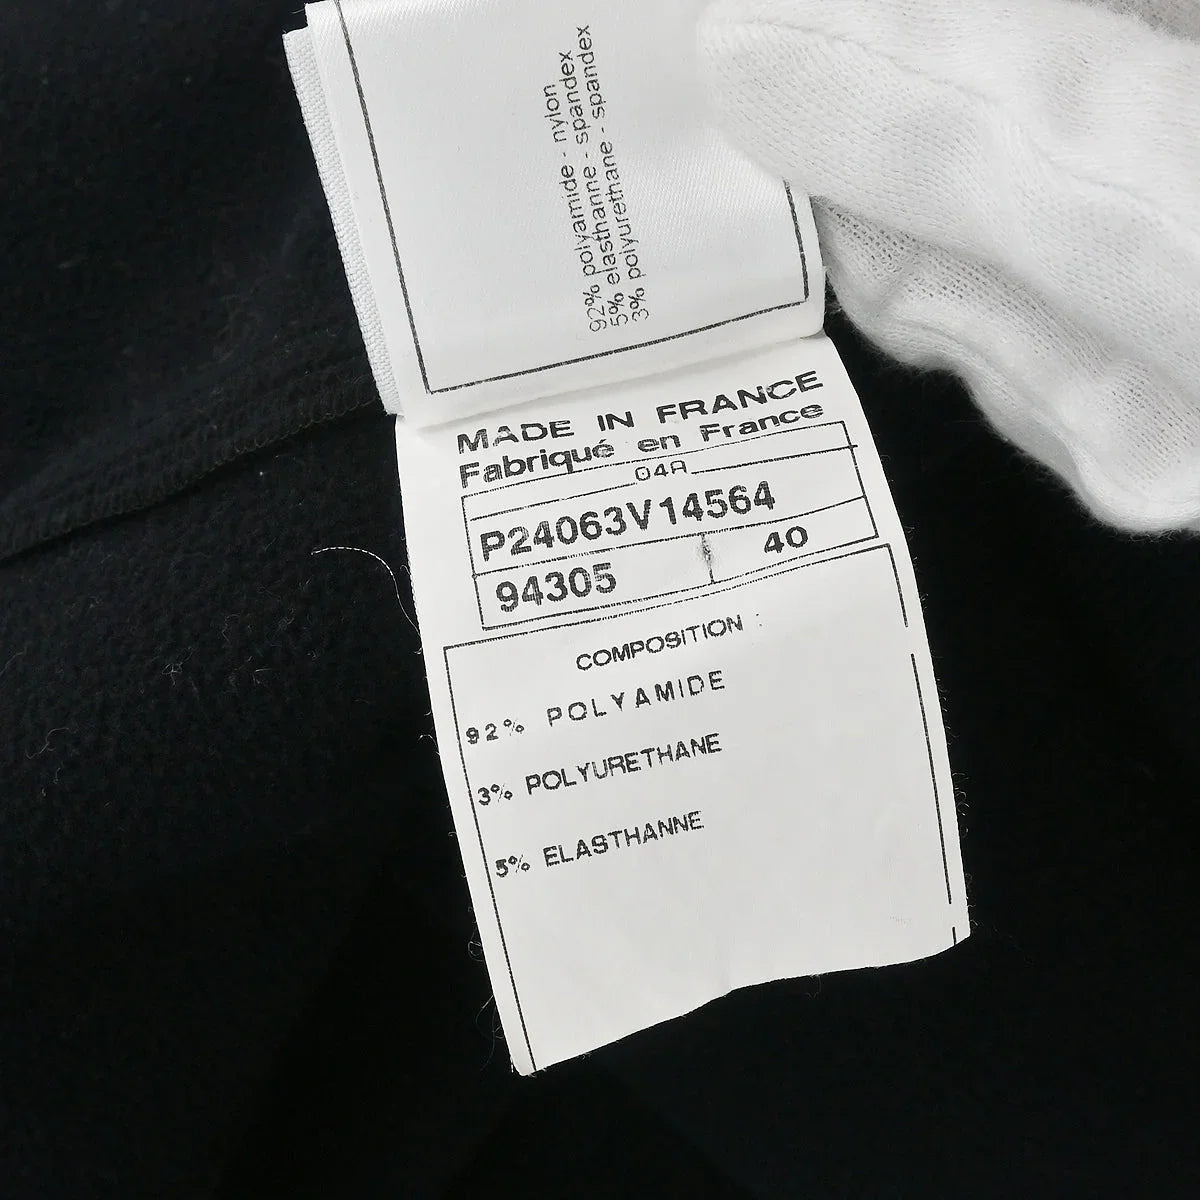 92% polyamide - nylon
5% elasthanne - spandex
3% polyurethane - spandex
MADE IN FRANCE
Fabriqué en France
04A
P24063V14564
94305 40
COMPOSITION :
92% POLYAMIDE
3% POLYURETHANE
5% ELASTHANNE